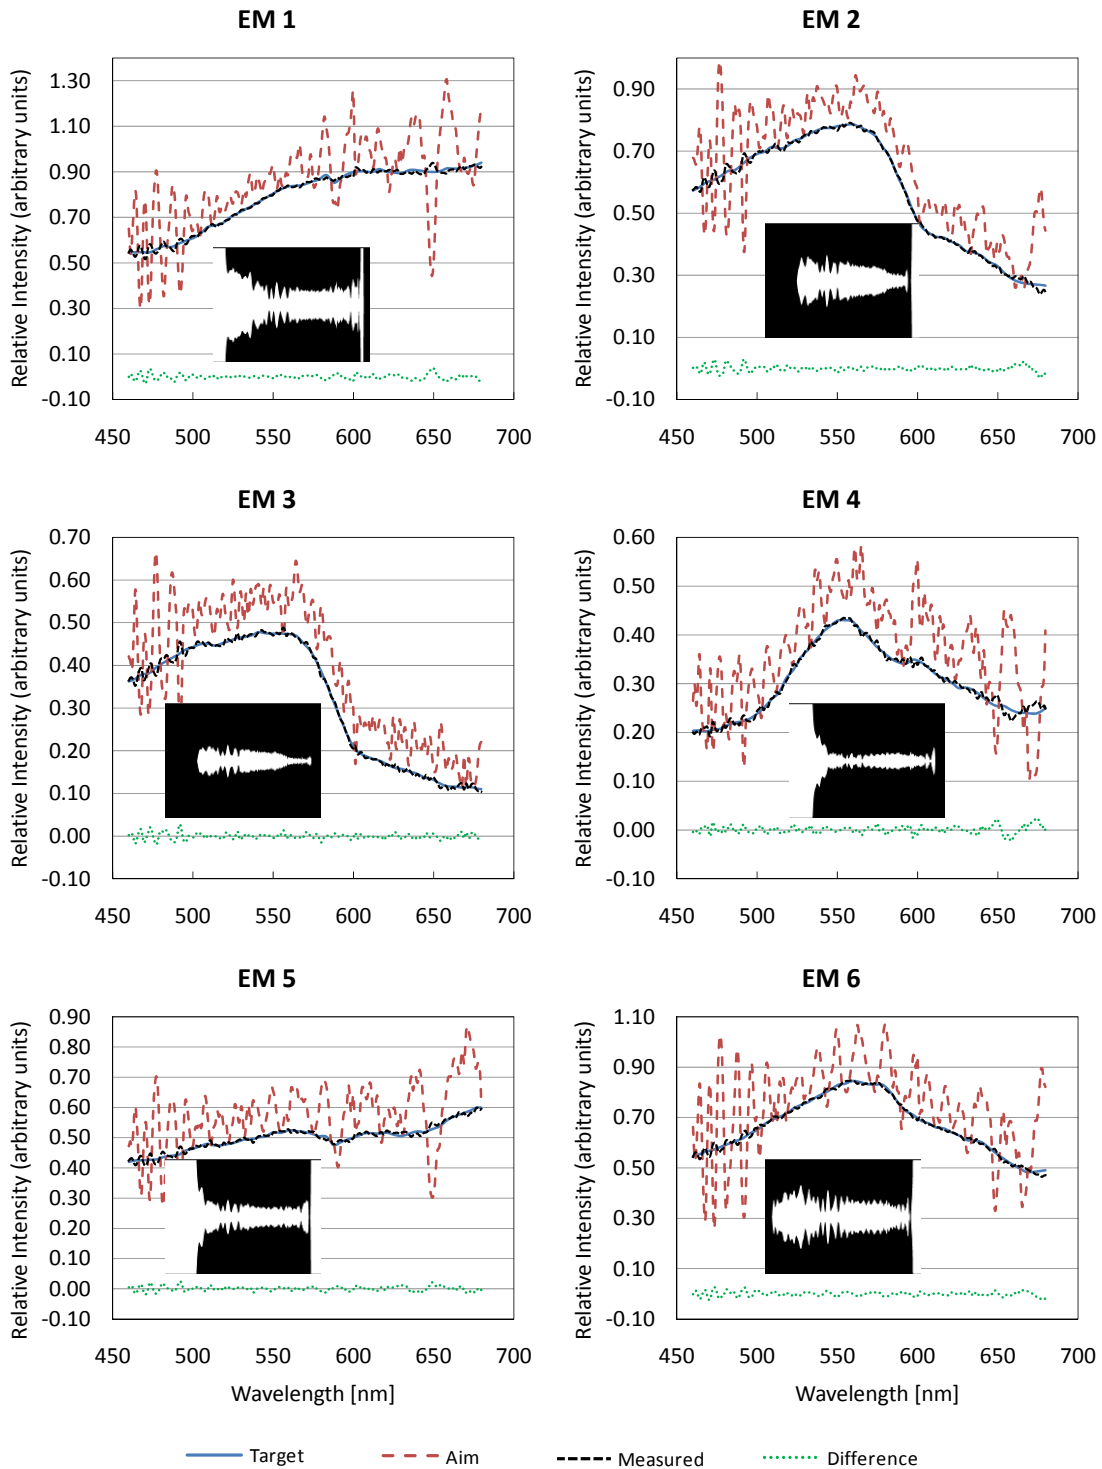 EM 1
EM 2
Relative Intensity (arbitrary units)
1.30
1.10
0.90
0.70
0.50
0.30
0.10
-0.10
450 500 550 600 650 700
Relative Intensity (arbitrary units)
0.90
0.70
0.50
0.30
0.10
-0.10
450 500 550 600 650 700
EM 3
EM 4
Relative Intensity (arbitrary units)
0.70
0.60
0.50
0.40
0.30
0.20
0.10
0.00
-0.10
450 500 550 600 650 700
Relative Intensity (arbitrary units)
0.60
0.50
0.40
0.30
0.20
0.10
0.00
-0.10
450 500 550 600 650 700
EM 5
EM 6
Relative Intensity (arbitrary units)
0.90
0.80
0.70
0.60
0.50
0.40
0.30
0.20
0.10
0.00
-0.10
450 500 550 600 650 700
Wavelength [nm]
Relative Intensity (arbitrary units)
1.10
0.90
0.70
0.50
0.30
0.10
-0.10
450 500 550 600 650 700
Wavelength [nm]
Target Aim Measured Difference